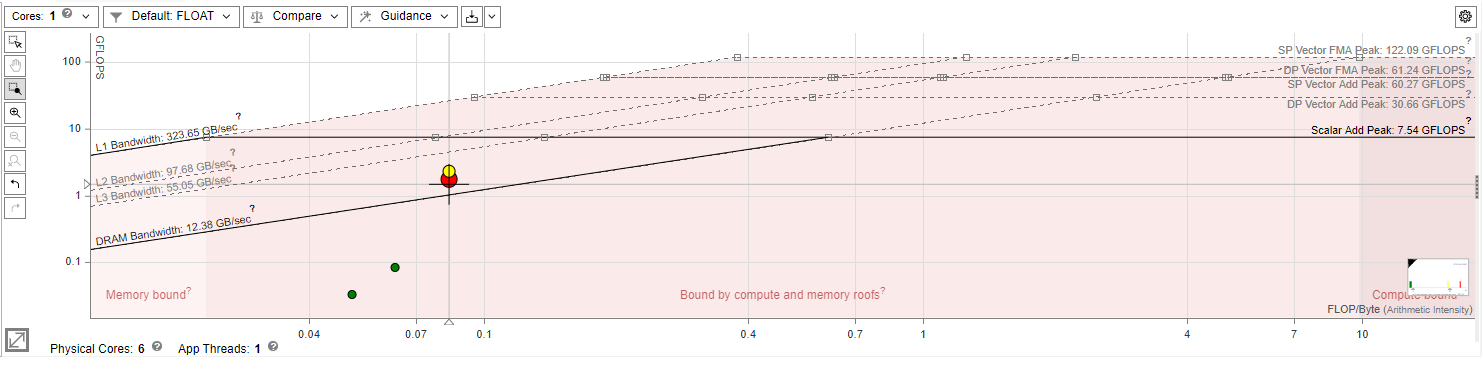 Cores: 1 ?
Default: FLOAT
Compare
Guidance
GFLOPS
100
10
1
0.1
SP Vector FMA Peak: 122.09 GFLOPS ?
DP Vector FMA Peak: 61.24 GFLOPS ?
SP Vector Add Peak: 60.27 GFLOPS ?
DP Vector Add Peak: 30.66 GFLOPS ?
Scalar Add Peak: 7.54 GFLOPS ?
L1 Bandwidth: 323.65 GB/sec ?
L2 Bandwidth: 97.68 GB/sec ?
L3 Bandwidth: 55.05 GB/sec ?
DRAM Bandwidth: 12.38 GB/sec ?
Memory bound?
Bound by compute and memory roofs?
Compute bound?
FLOP/Byte (Arithmetic Intensity)
0.04 0.07 0.1 0.4 0.7 1 4 7 10
Physical Cores: 6 ? App Threads: 1 ?